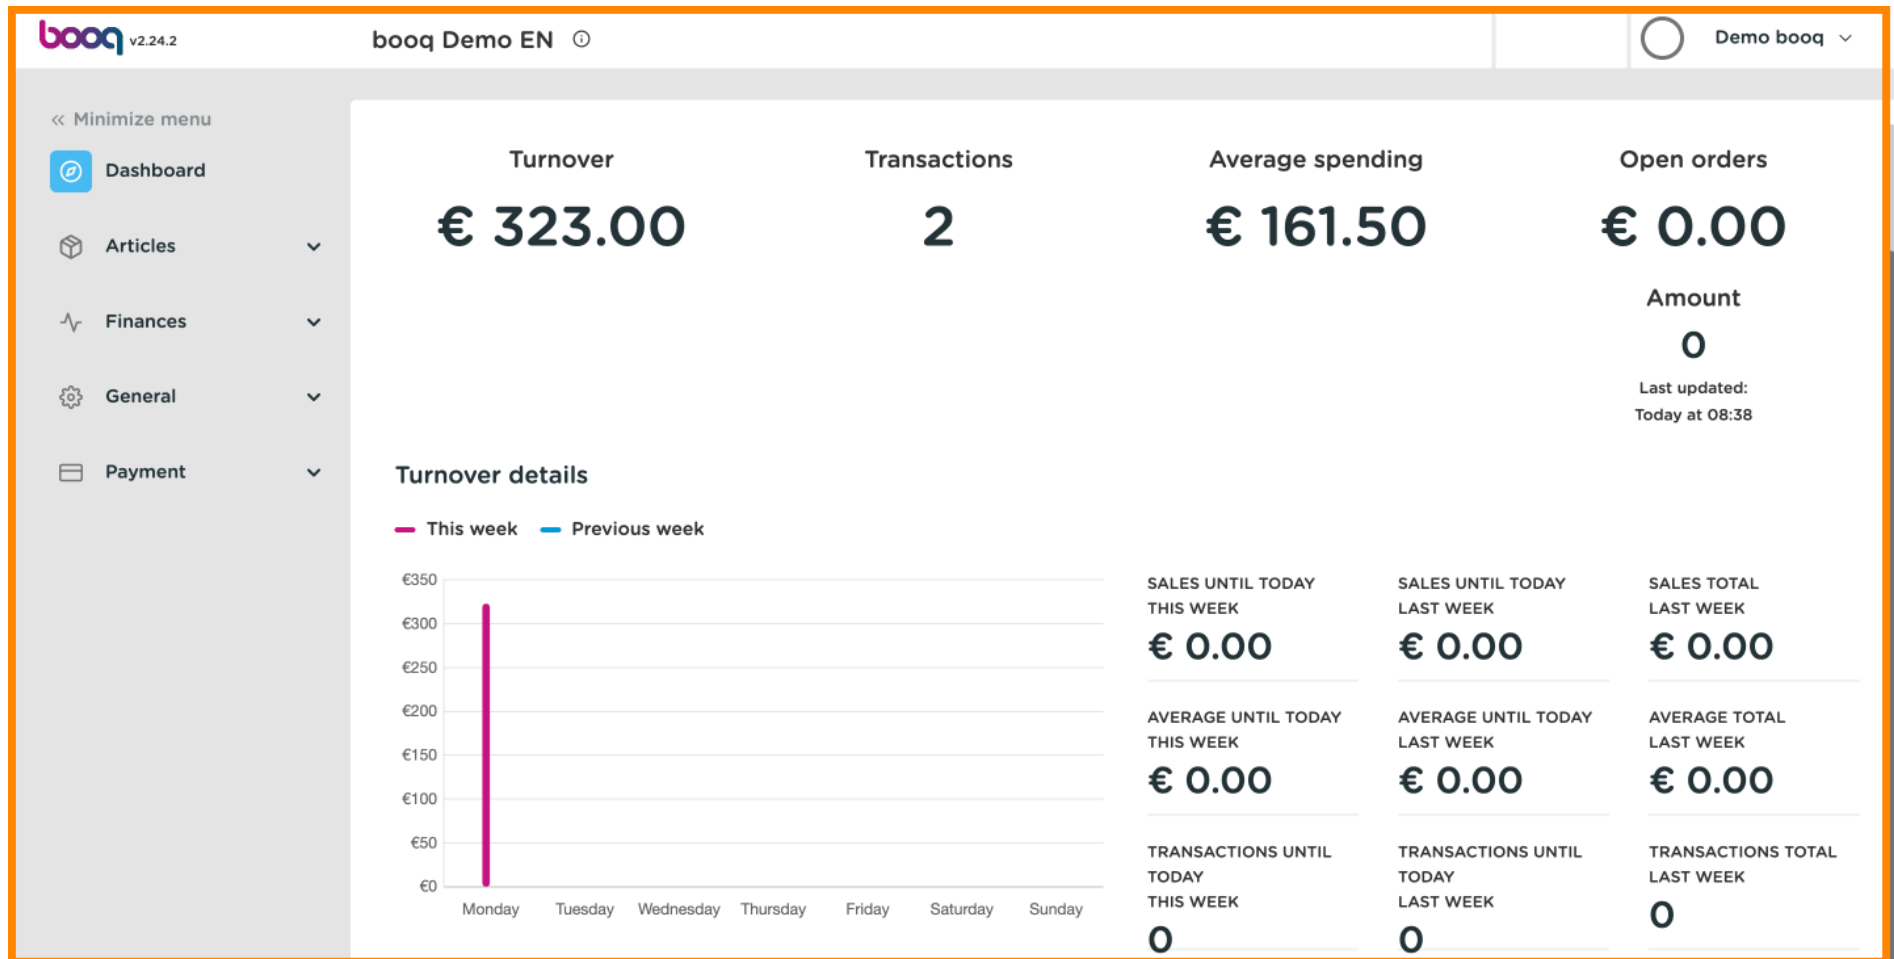 booq v2.24.2
booq Demo EN
Demo booq
Minimize menu
Dashboard
Articles
Finances
General
Payment
Turnover
€ 323.00
Transactions
2
Average spending
€ 161.50
Open orders
€ 0.00
Amount
0
Last updated:
Today at 08:38
Turnover details
This week
Previous week
€350
€300
€250
€200
€150
€100
€50
€0
Monday Tuesday Wednesday Thursday Friday Saturday Sunday
SALES UNTIL TODAY
THIS WEEK
€ 0.00
SALES UNTIL TODAY
LAST WEEK
€ 0.00
SALES TOTAL
LAST WEEK
€ 0.00
AVERAGE UNTIL TODAY
THIS WEEK
€ 0.00
AVERAGE UNTIL TODAY
LAST WEEK
€ 0.00
AVERAGE TOTAL
LAST WEEK
€ 0.00
TRANSACTIONS UNTIL
TODAY
THIS WEEK
0
TRANSACTIONS UNTIL
TODAY
LAST WEEK
0
TRANSACTIONS TOTAL
LAST WEEK
0